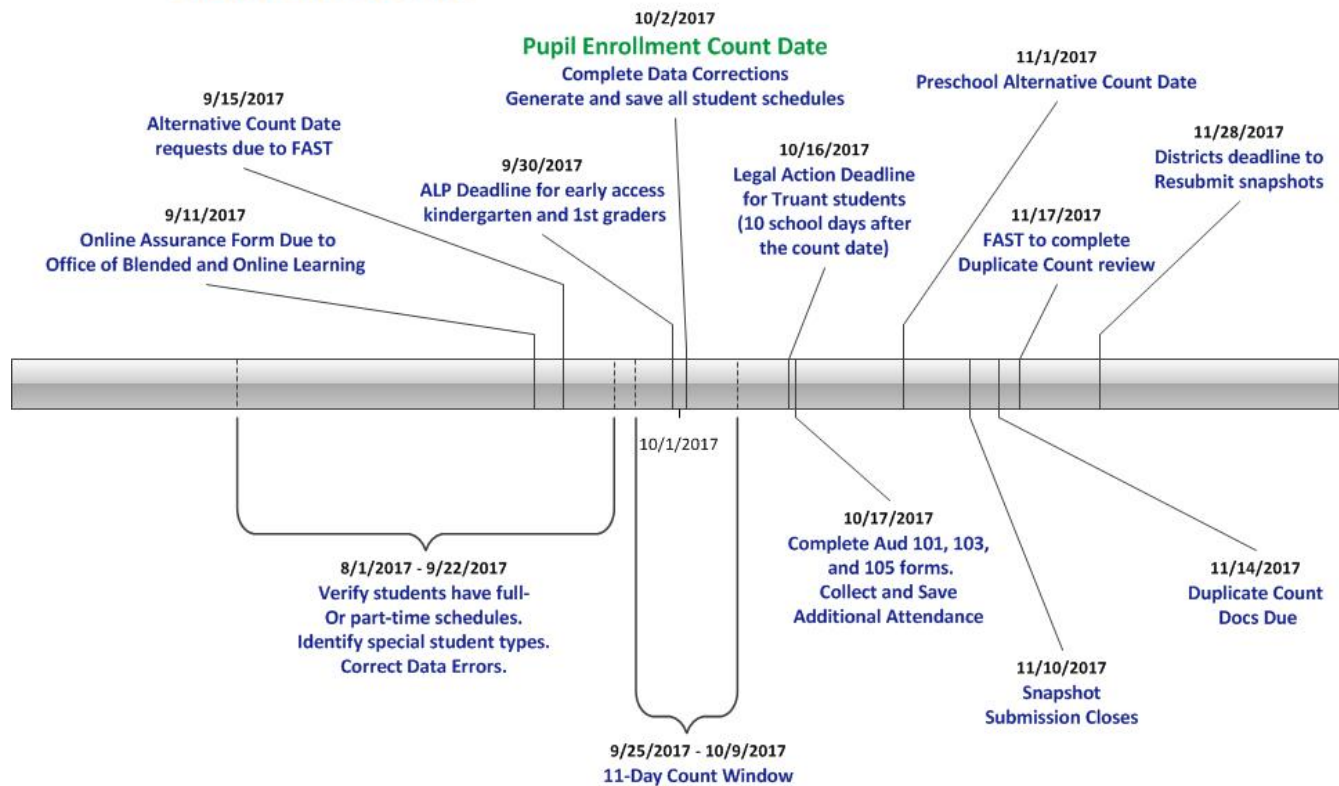 10/2/2017
Pupil Enrollment Count Date
Complete Data Corrections
Generate and save all student schedules
11/1/2017
Preschool Alternative Count Date
9/15/2017
Alternative Count Date
requests due to FAST
11/28/2017
Districts deadline to
Resubmit snapshots
9/30/2017
ALP Deadline for early access
kindergarten and 1st graders
10/16/2017
Legal Action Deadline
for Truant students
(10 school days after
the count date)
9/11/2017
Online Assurance Form Due to
Office of Blended and Online Learning
11/17/2017
FAST to complete
Duplicate Count review
10/1/2017
8/1/2017 - 9/22/2017
Verify students have full-
Or part-time schedules.
Identify special student types.
Correct Data Errors.
10/17/2017
Complete Aud 101, 103,
and 105 forms.
Collect and Save
Additional Attendance
11/14/2017
Duplicate Count
Docs Due
11/10/2017
Snapshot
Submission Closes
9/25/2017 - 10/9/2017
11-Day Count Window